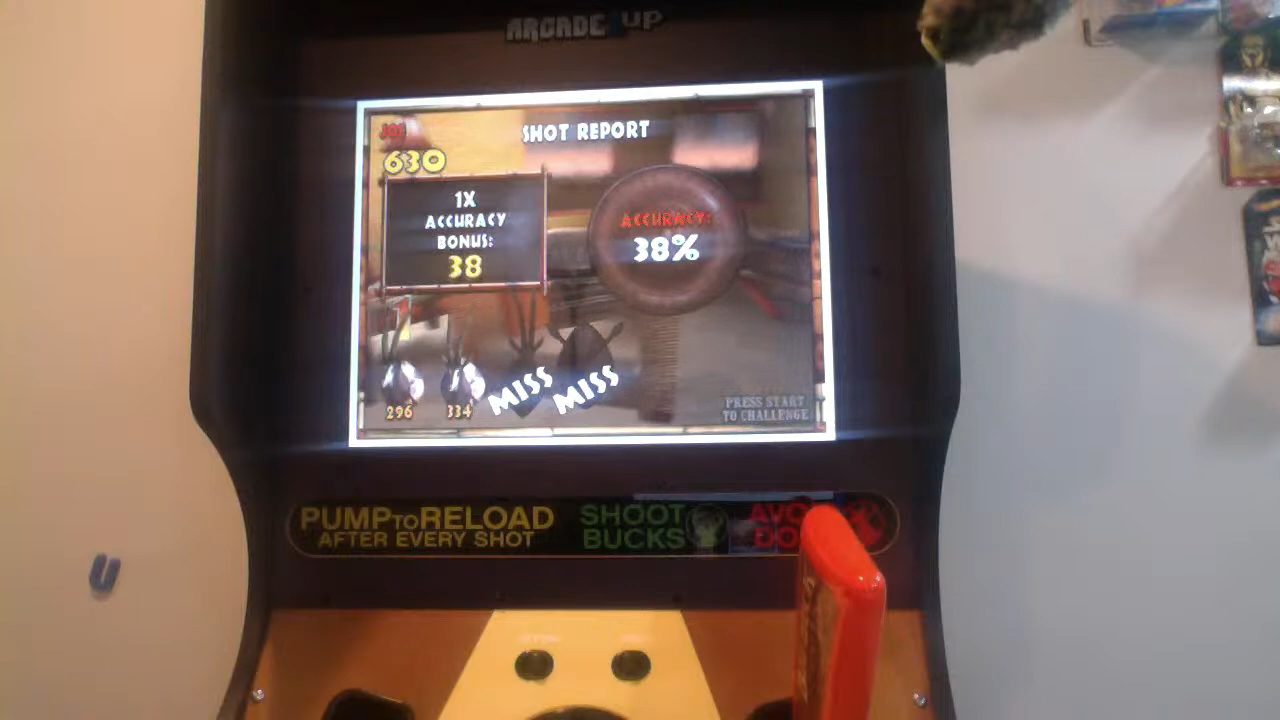 ARCADE1UP
JOE
SHOT REPORT
630
1X
ACCURACY
BONUS:
38
ACCURACY:
38%
296
334
MISS
MISS
PRESS START
TO CHALLENGE
PUMP TO RELOAD
AFTER EVERY SHOT
SHOOT
BUCKS
U